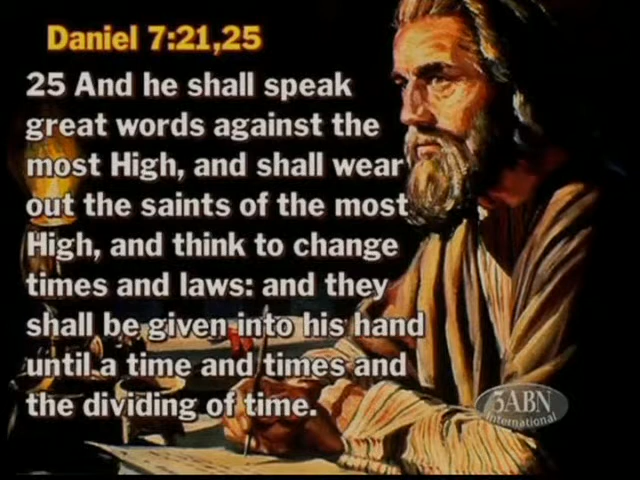 Daniel 7:21,25
25 And he shall speak
great words against the
most High, and shall wear
out the saints of the most
High, and think to change
times and laws: and they
shall be given into his hand
until a time and times and
the dividing of time.
3ABN
International